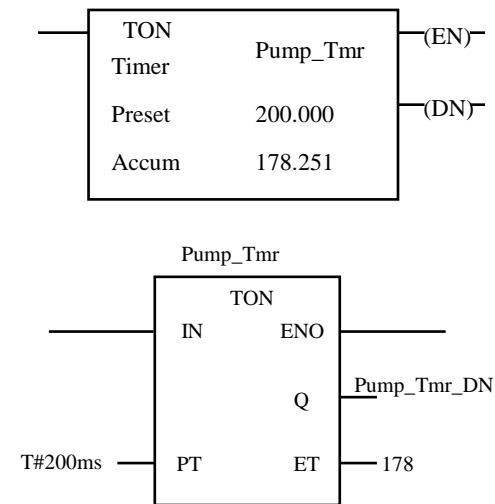 TON
Timer Pump_Tmr (EN)
Preset 200.000 (DN)
Accum 178.251
Pump_Tmr
TON
IN ENO
Q Pump_Tmr_DN
T#200ms PT ET 178